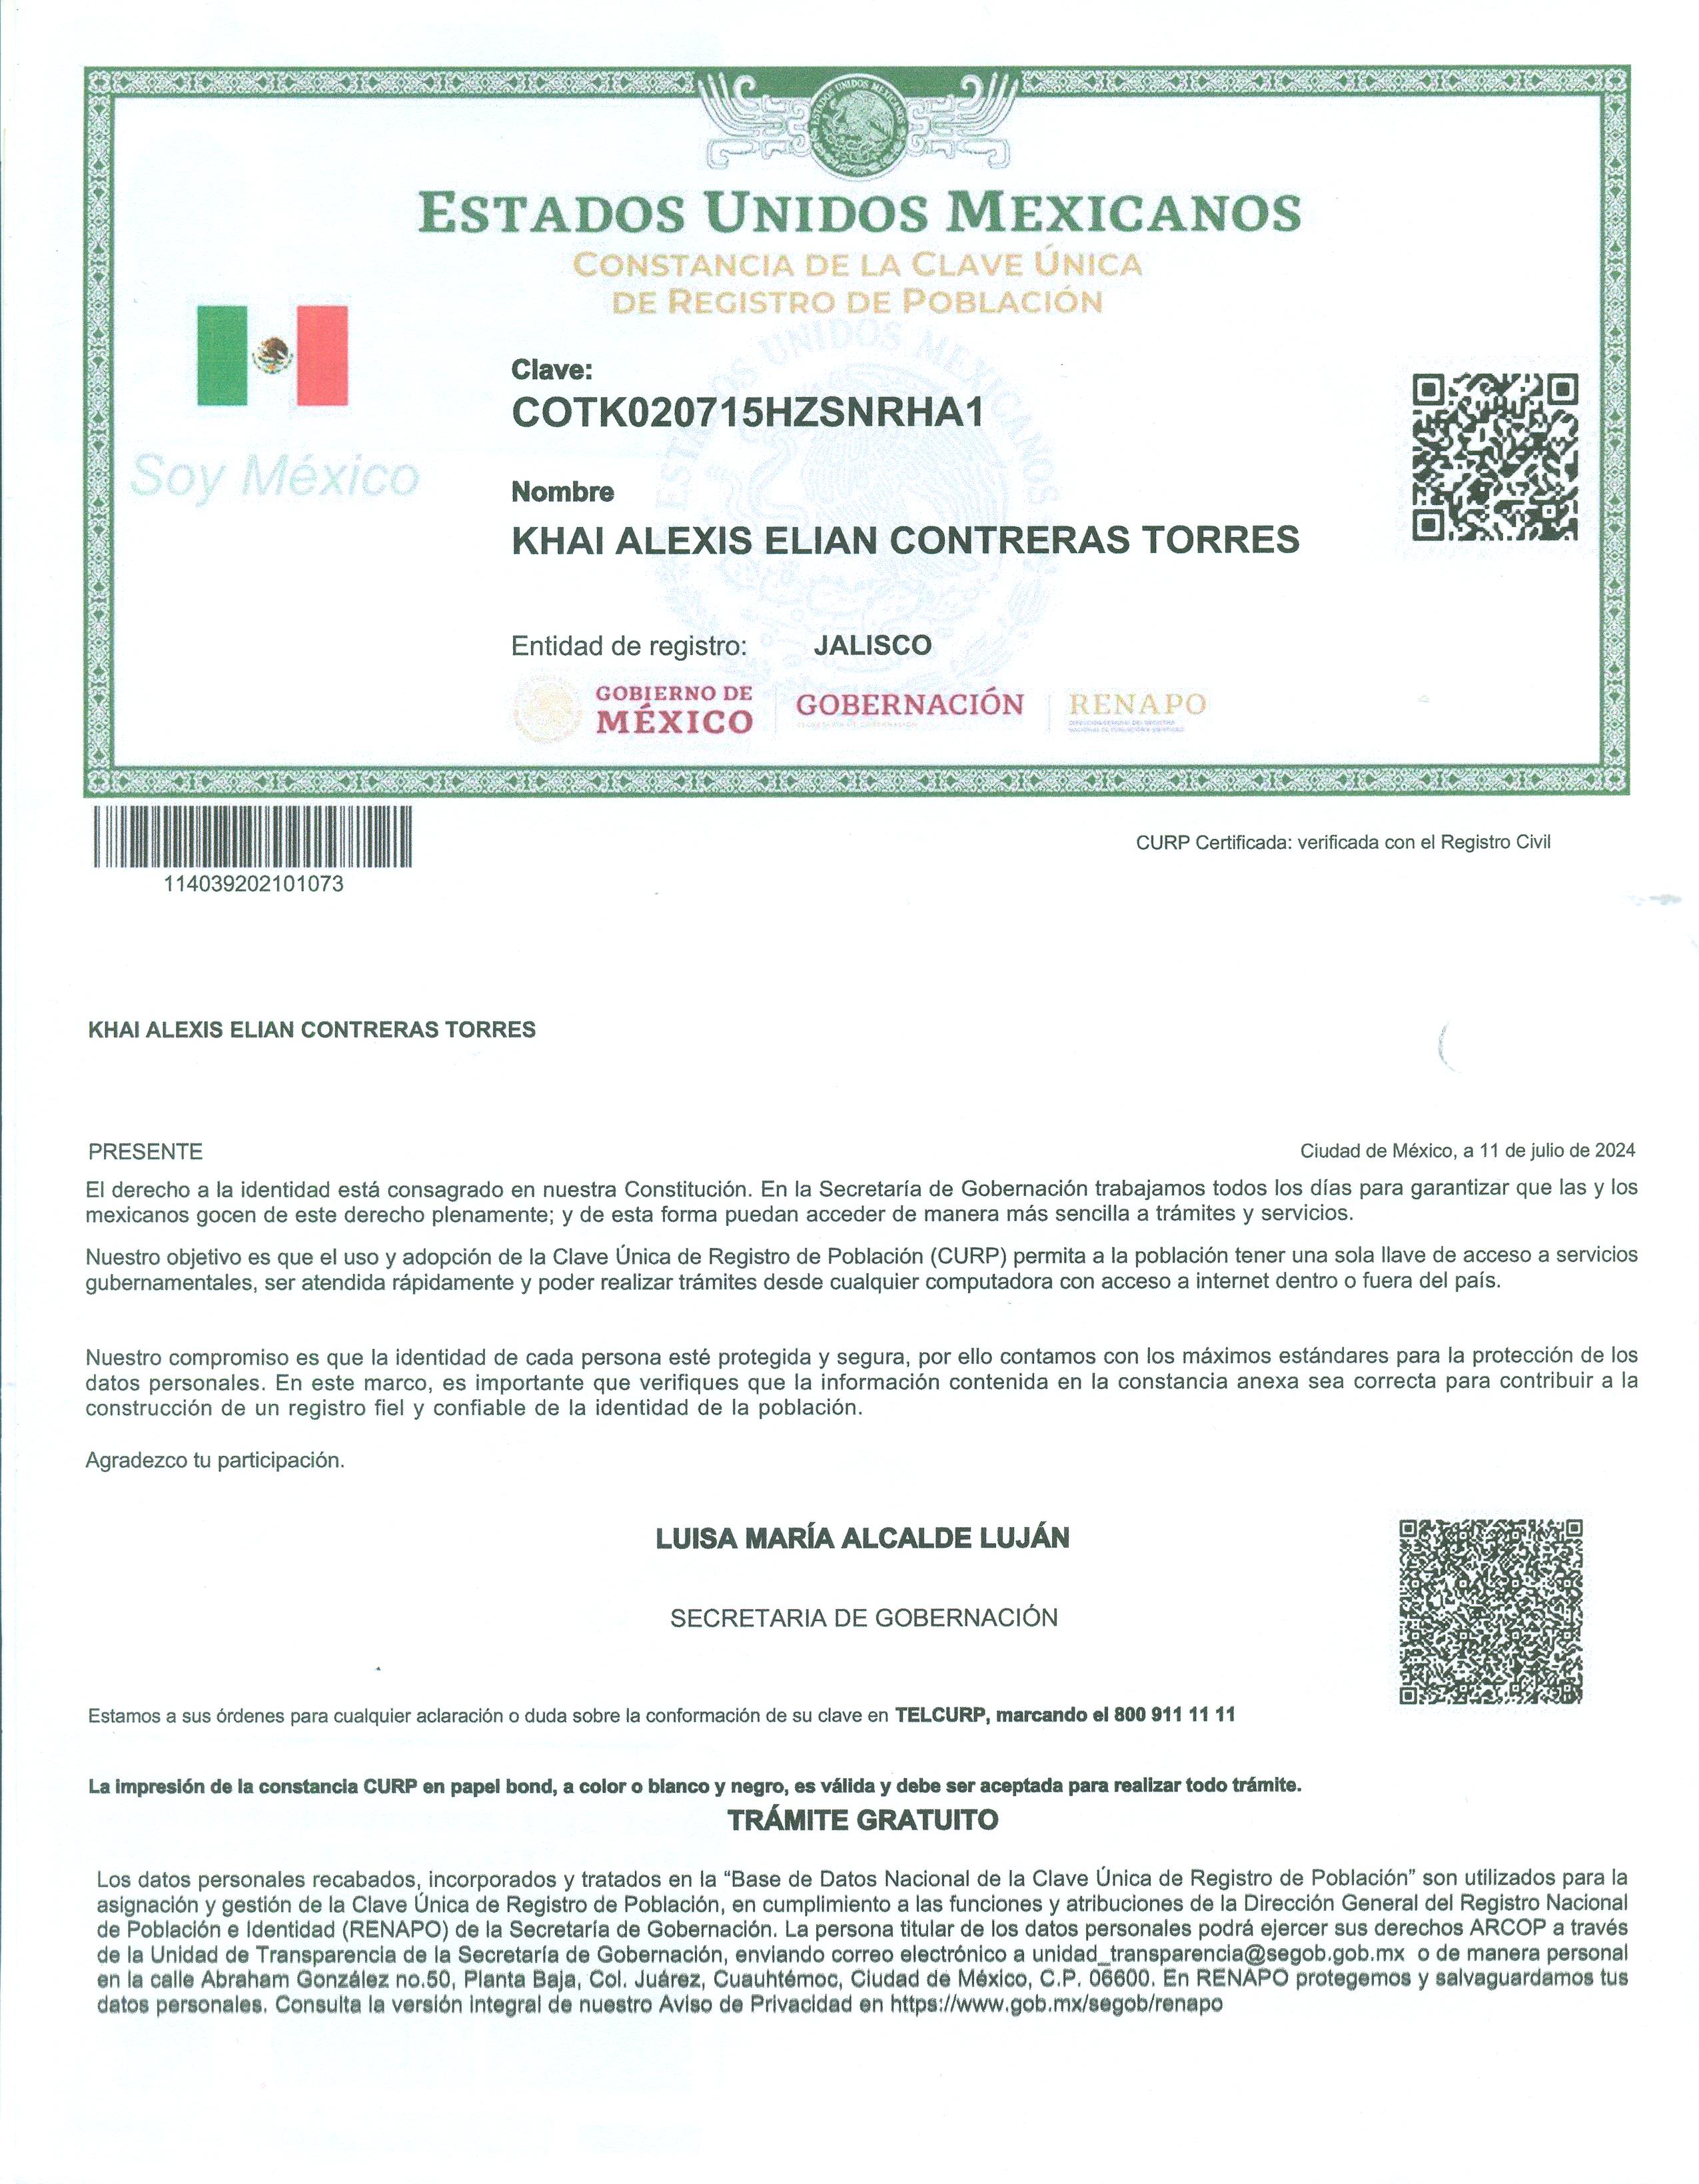 ESTADOS UNIDOS MEXICANOS
ESTADOS UNIDOS MEXICANOS
CONSTANCIA DE LA CLAVE ÚNICA
DE REGISTRO DE POBLACIÓN
ESTADOS UNIDOS MEXICANOS
Soy México
Clave:
COTK020715HZSNRHA1
Nombre
KHAI ALEXIS ELIAN CONTRERAS TORRES
Entidad de registro: JALISCO
GOBIERNO DE
MÉXICO
GOBERNACIÓN
SECRETARÍA DE GOBERNACIÓN
RENAPO
DIRECCIÓN GENERAL DEL REGISTRO
NACIONAL DE POBLACIÓN E IDENTIDAD
114039202101073
CURP Certificada: verificada con el Registro Civil
KHAI ALEXIS ELIAN CONTRERAS TORRES
PRESENTE
Ciudad de México, a 11 de julio de 2024
El derecho a la identidad está consagrado en nuestra Constitución. En la Secretaría de Gobernación trabajamos todos los días para garantizar que las y los
mexicanos gocen de este derecho plenamente; y de esta forma puedan acceder de manera más sencilla a trámites y servicios.
Nuestro objetivo es que el uso y adopción de la Clave Única de Registro de Población (CURP) permita a la población tener una sola llave de acceso a servicios
gubernamentales, ser atendida rápidamente y poder realizar trámites desde cualquier computadora con acceso a internet dentro o fuera del país.
Nuestro compromiso es que la identidad de cada persona esté protegida y segura, por ello contamos con los máximos estándares para la protección de los
datos personales. En este marco, es importante que verifiques que la información contenida en la constancia anexa sea correcta para contribuir a la
construcción de un registro fiel y confiable de la identidad de la población.
Agradezco tu participación.
LUISA MARÍA ALCALDE LUJÁN
SECRETARIA DE GOBERNACIÓN
Estamos a sus órdenes para cualquier aclaración o duda sobre la conformación de su clave en TELCURP, marcando el 800 911 11 11
La impresión de la constancia CURP en papel bond, a color o blanco y negro, es válida y debe ser aceptada para realizar todo trámite.
TRÁMITE GRATUITO
Los datos personales recabados, incorporados y tratados en la “Base de Datos Nacional de la Clave Única de Registro de Población” son utilizados para la
asignación y gestión de la Clave Única de Registro de Población, en cumplimiento a las funciones y atribuciones de la Dirección General del Registro Nacional
de Población e Identidad (RENAPO) de la Secretaría de Gobernación. La persona titular de los datos personales podrá ejercer sus derechos ARCOP a través
de la Unidad de Transparencia de la Secretaría de Gobernación, enviando correo electrónico a unidad_transparencia@segob.gob.mx o de manera personal
en la calle Abraham González no.50, Planta Baja, Col. Juárez, Cuauhtémoc, Ciudad de México, C.P. 06600. En RENAPO protegemos y salvaguardamos tus
datos personales. Consulta la versión integral de nuestro Aviso de Privacidad en https://www.gob.mx/segob/renapo